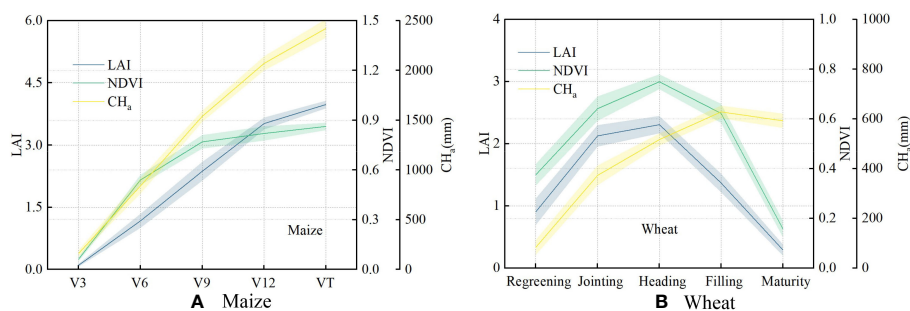 6.0
4.5
3.0
1.5
0.0
LAI
LAI
NDVI
CHa
Maize
V3
V6
V9
V12
VT
1.5
1.2
0.9
0.6
0.3
0.0
NDVI
2500
2000
1500
1000
500
0
CHa(mm)
A Maize
4
3
2
1
0
LAI
LAI
NDVI
CHa
Wheat
Regreening
Jointing
Heading
Filling
Maturity
1.0
0.8
0.6
0.4
0.2
0.0
NDVI
1000
800
600
400
200
0
CHa(mm)
B Wheat